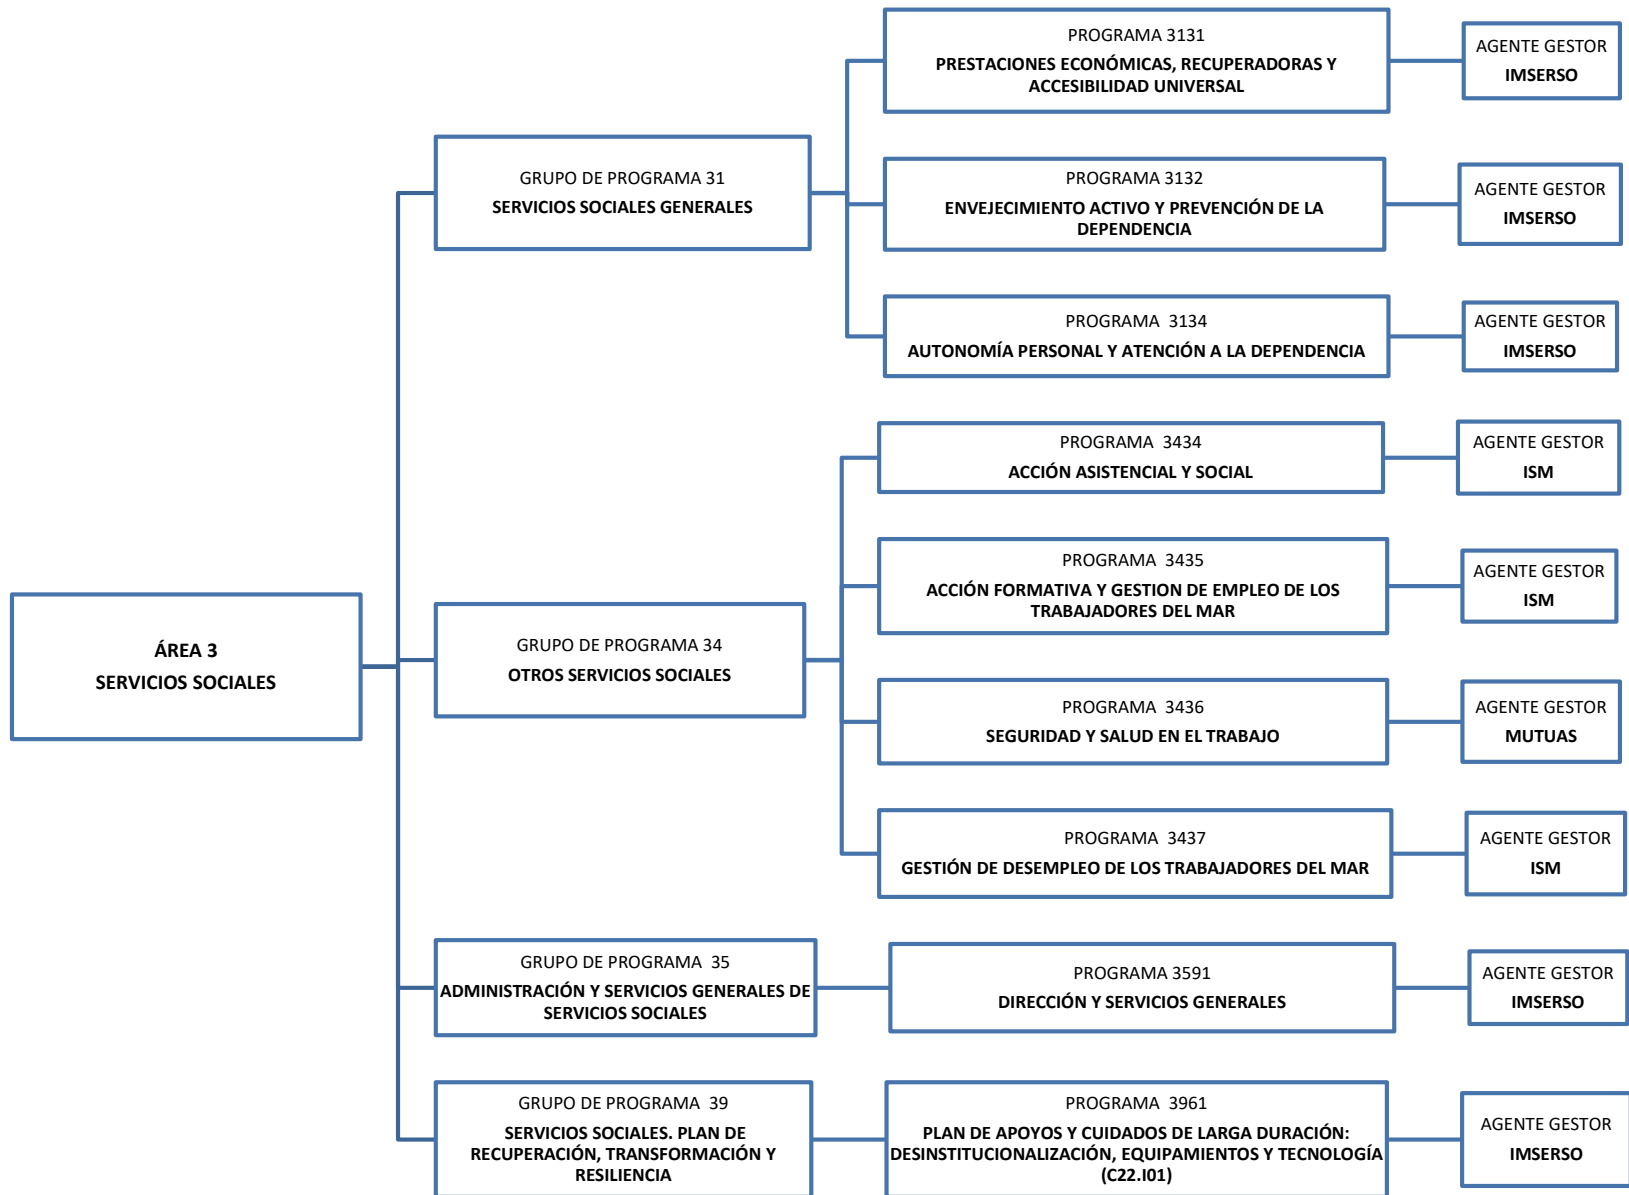 PROGRAMA 3131
PRESTACIONES ECONÓMICAS, RECUPERADORAS Y
ACCESIBILIDAD UNIVERSAL
AGENTE GESTOR
IMSERSO
GRUPO DE PROGRAMA 31
SERVICIOS SOCIALES GENERALES
PROGRAMA 3132
ENVEJECIMIENTO ACTIVO Y PREVENCIÓN DE LA
DEPENDENCIA
AGENTE GESTOR
IMSERSO
PROGRAMA 3134
AUTONOMÍA PERSONAL Y ATENCIÓN A LA DEPENDENCIA
AGENTE GESTOR
IMSERSO
PROGRAMA 3434
ACCIÓN ASISTENCIAL Y SOCIAL
AGENTE GESTOR
ISM
PROGRAMA 3435
ACCIÓN FORMATIVA Y GESTION DE EMPLEO DE LOS
TRABAJADORES DEL MAR
AGENTE GESTOR
ISM
ÁREA 3
SERVICIOS SOCIALES
GRUPO DE PROGRAMA 34
OTROS SERVICIOS SOCIALES
PROGRAMA 3436
SEGURIDAD Y SALUD EN EL TRABAJO
AGENTE GESTOR
MUTUAS
PROGRAMA 3437
GESTIÓN DE DESEMPLEO DE LOS TRABAJADORES DEL MAR
AGENTE GESTOR
ISM
GRUPO DE PROGRAMA 35
ADMINISTRACIÓN Y SERVICIOS GENERALES DE
SERVICIOS SOCIALES
PROGRAMA 3591
DIRECCIÓN Y SERVICIOS GENERALES
AGENTE GESTOR
IMSERSO
GRUPO DE PROGRAMA 39
SERVICIOS SOCIALES. PLAN DE
RECUPERACIÓN, TRANSFORMACIÓN Y
RESILIENCIA
PROGRAMA 3961
PLAN DE APOYOS Y CUIDADOS DE LARGA DURACIÓN:
DESINSTITUCIONALIZACIÓN, EQUIPAMIENTOS Y TECNOLOGÍA
(C22.I01)
AGENTE GESTOR
IMSERSO